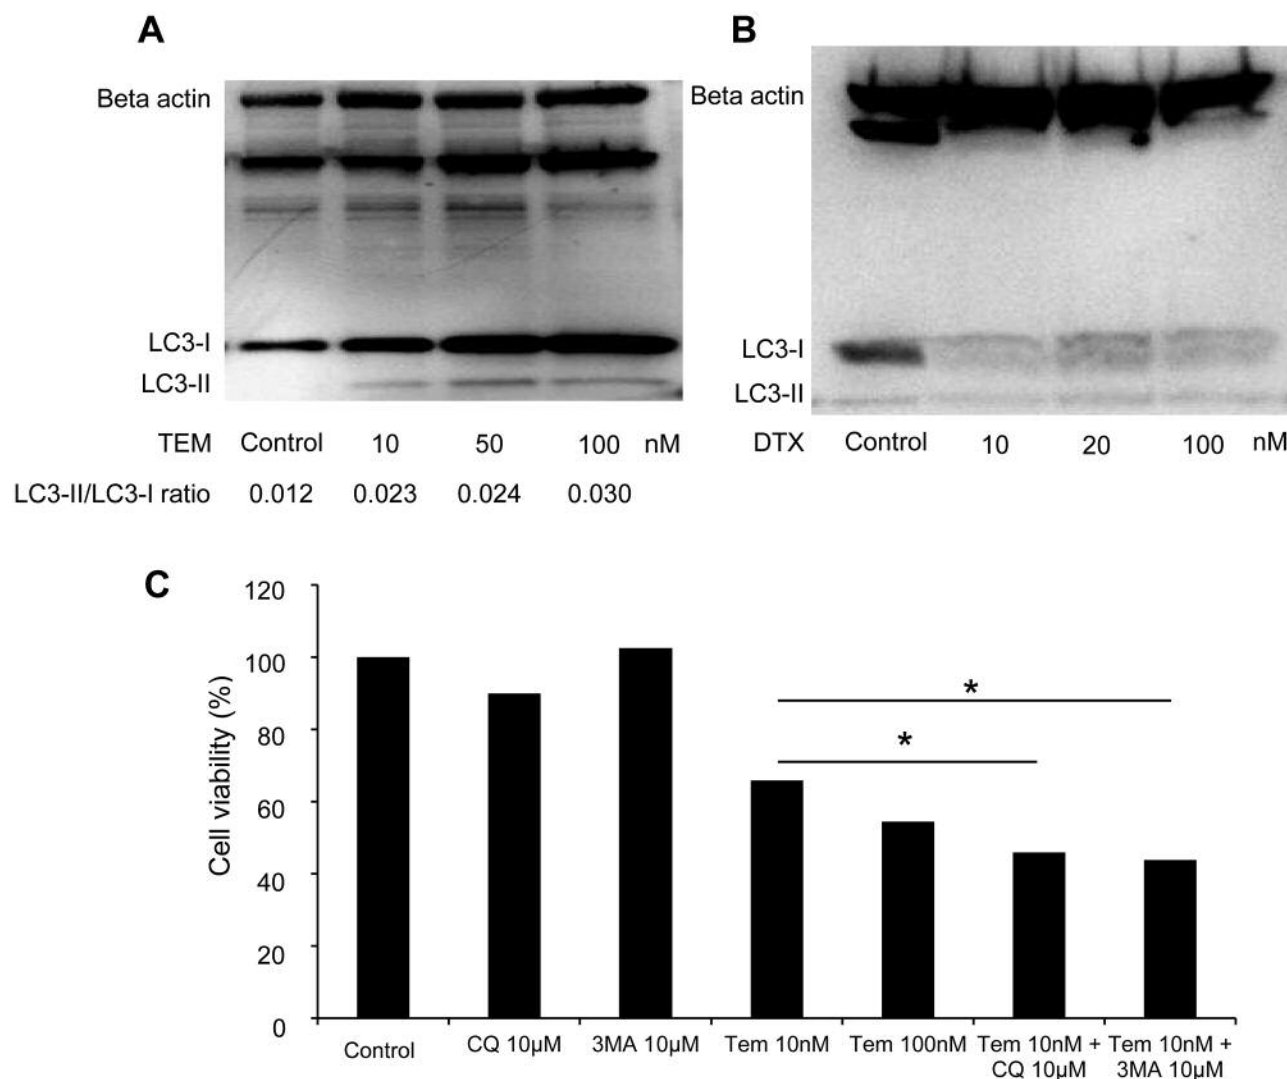 A
Beta actin
LC3-I
LC3-II
TEM Control 10 50 100 nM
LC3-II/LC3-I ratio 0.012 0.023 0.024 0.030
B
Beta actin
LC3-I
LC3-II
DTX Control 10 20 100 nM
C
Cell viability (%)
120
100
80
60
40
20
0
*
*
Control CQ 10µM 3MA 10µM Tem 10nM Tem 100nM Tem 10nM + Tem 10nM +
CQ 10µM 3MA 10µM